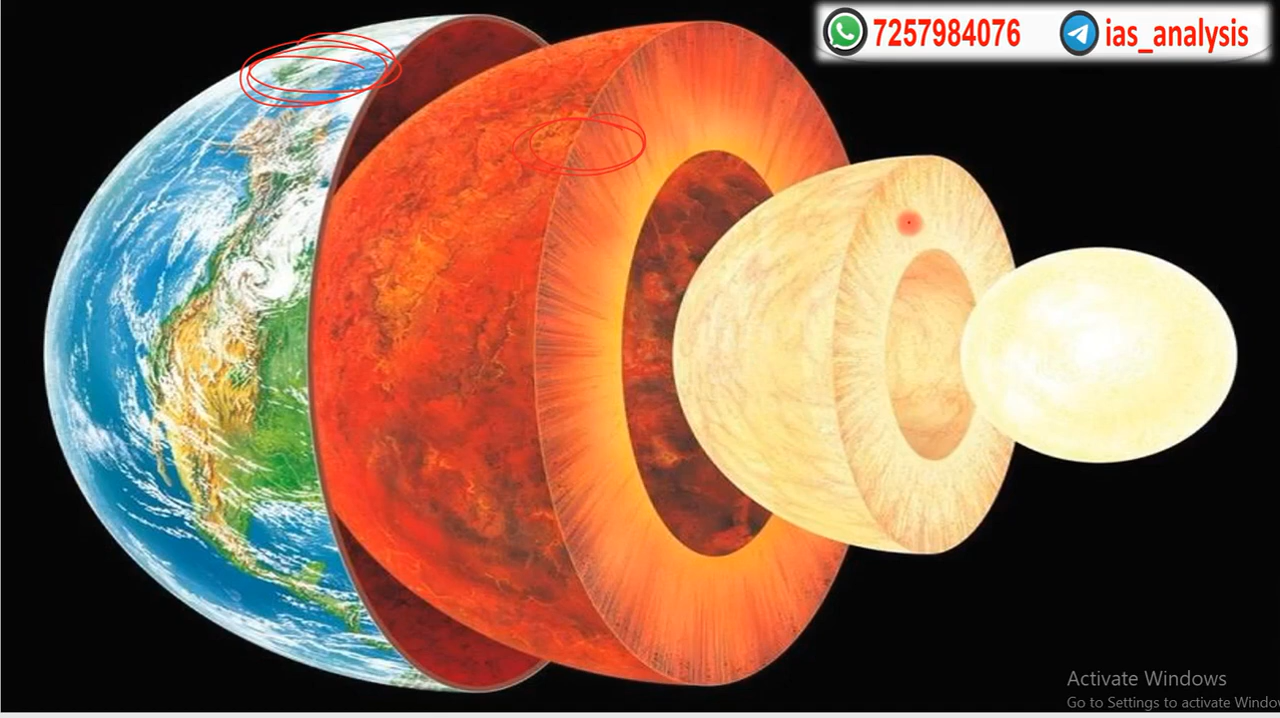 7257984076 ias_analysis
Activate Windows
Go to Settings to activate Windo